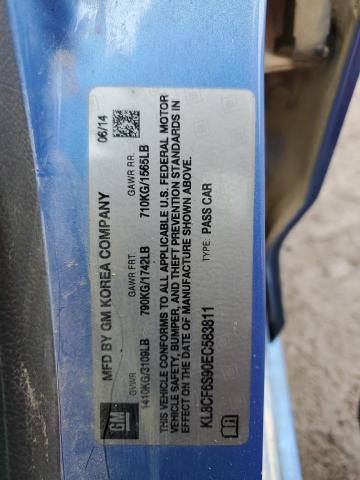 MFD BY GM KOREA COMPANY 06/14
GVWR GAWR FRT. GAWR RR.
1410KG/3109LB 790KG/1742LB 710KG/1565LB
THIS VEHICLE CONFORMS TO ALL APPLICABLE U.S. FEDERAL MOTOR
VEHICLE SAFETY, BUMPER, AND THEFT PREVENTION STANDARDS IN
EFFECT ON THE DATE OF MANUFACTURE SHOWN ABOVE.
KL8CF6S90EC583811 TYPE: PASS CAR
GM